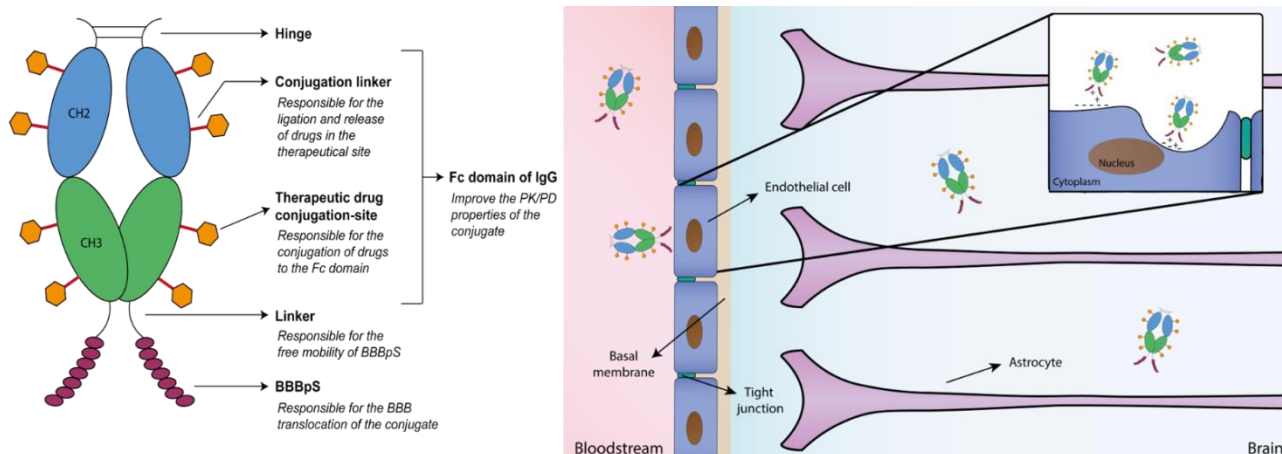 Hinge
Conjugation linker
Responsible for the
ligation and release
of drugs in the
therapeutical site
CH2
Fc domain of IgG
Improve the PK/PD
properties of the
conjugate
Therapeutic drug
conjugation-site
Responsible for the
conjugation of drugs
to the Fc domain
CH3
Linker
Responsible for the
free mobility of BBBpS
BBBpS
Responsible for the BBB
translocation of the conjugate
Endothelial cell
Basal
membrane
Tight
junction
Astrocyte
Bloodstream
Brain
Nucleus
Cytoplasm